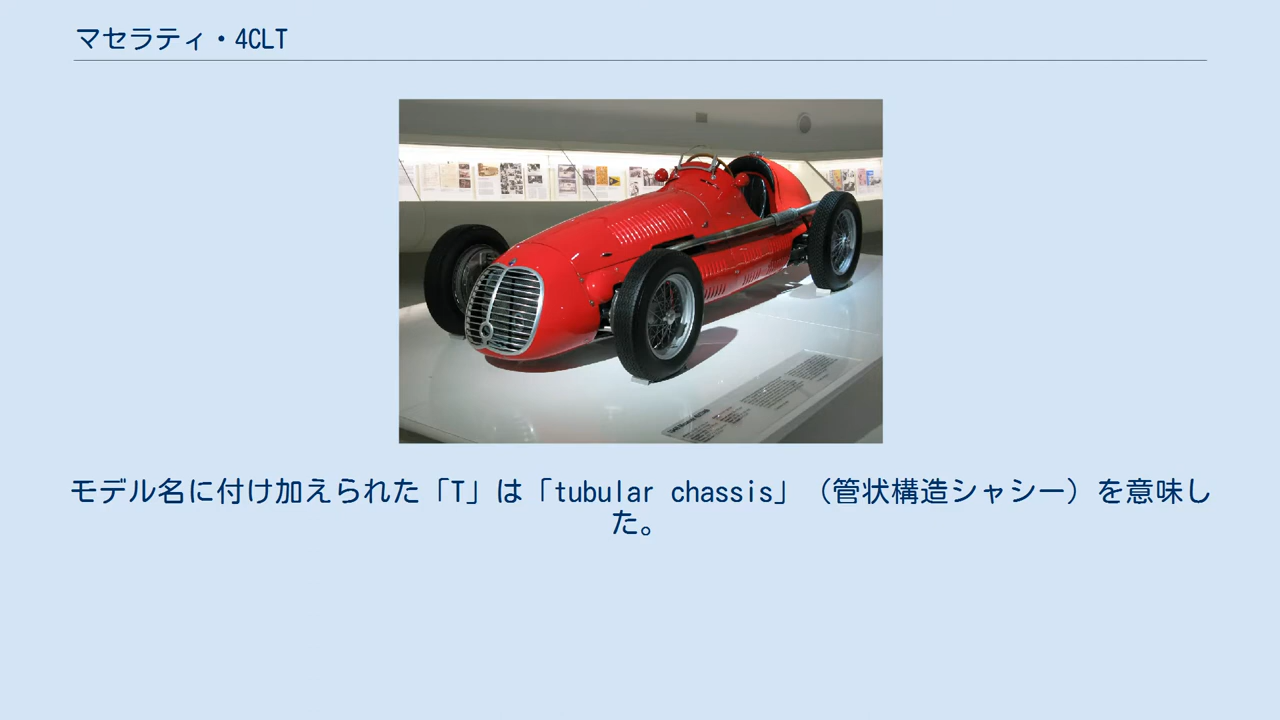 マセラティ・4CLT
モデル名に付け加えられた「T」は「tubular chassis」（管状構造シャシー）を意味し
た。